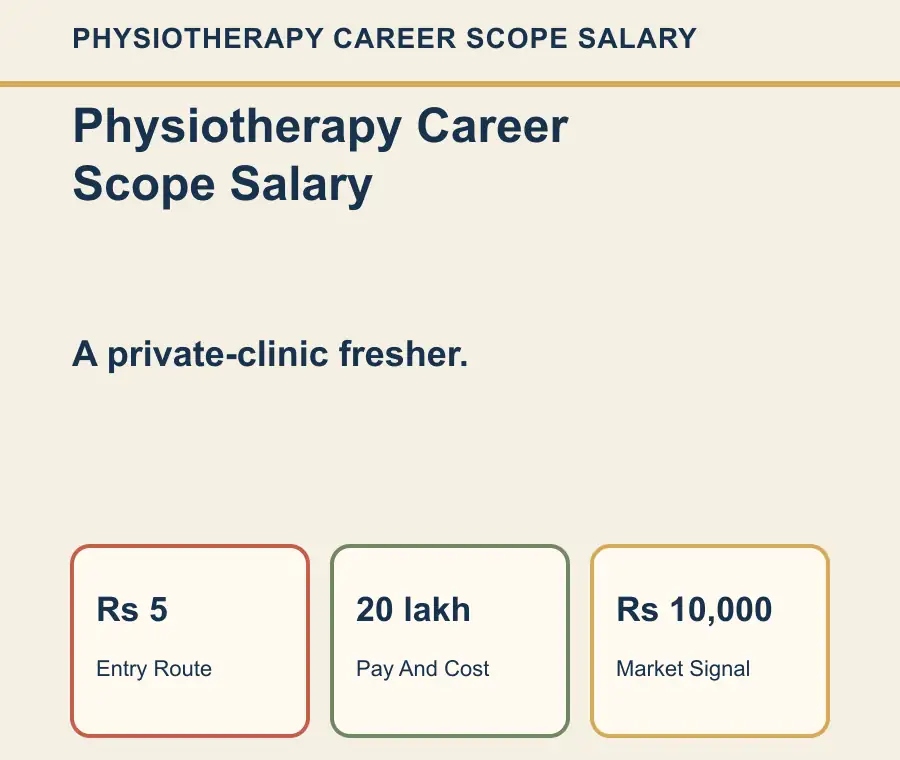 PHYSIOTHERAPY CAREER SCOPE SALARY
Physiotherapy Career
Scope Salary
A private-clinic fresher.
Rs 5
Entry Route
20 lakh
Pay And Cost
Rs 10,000
Market Signal